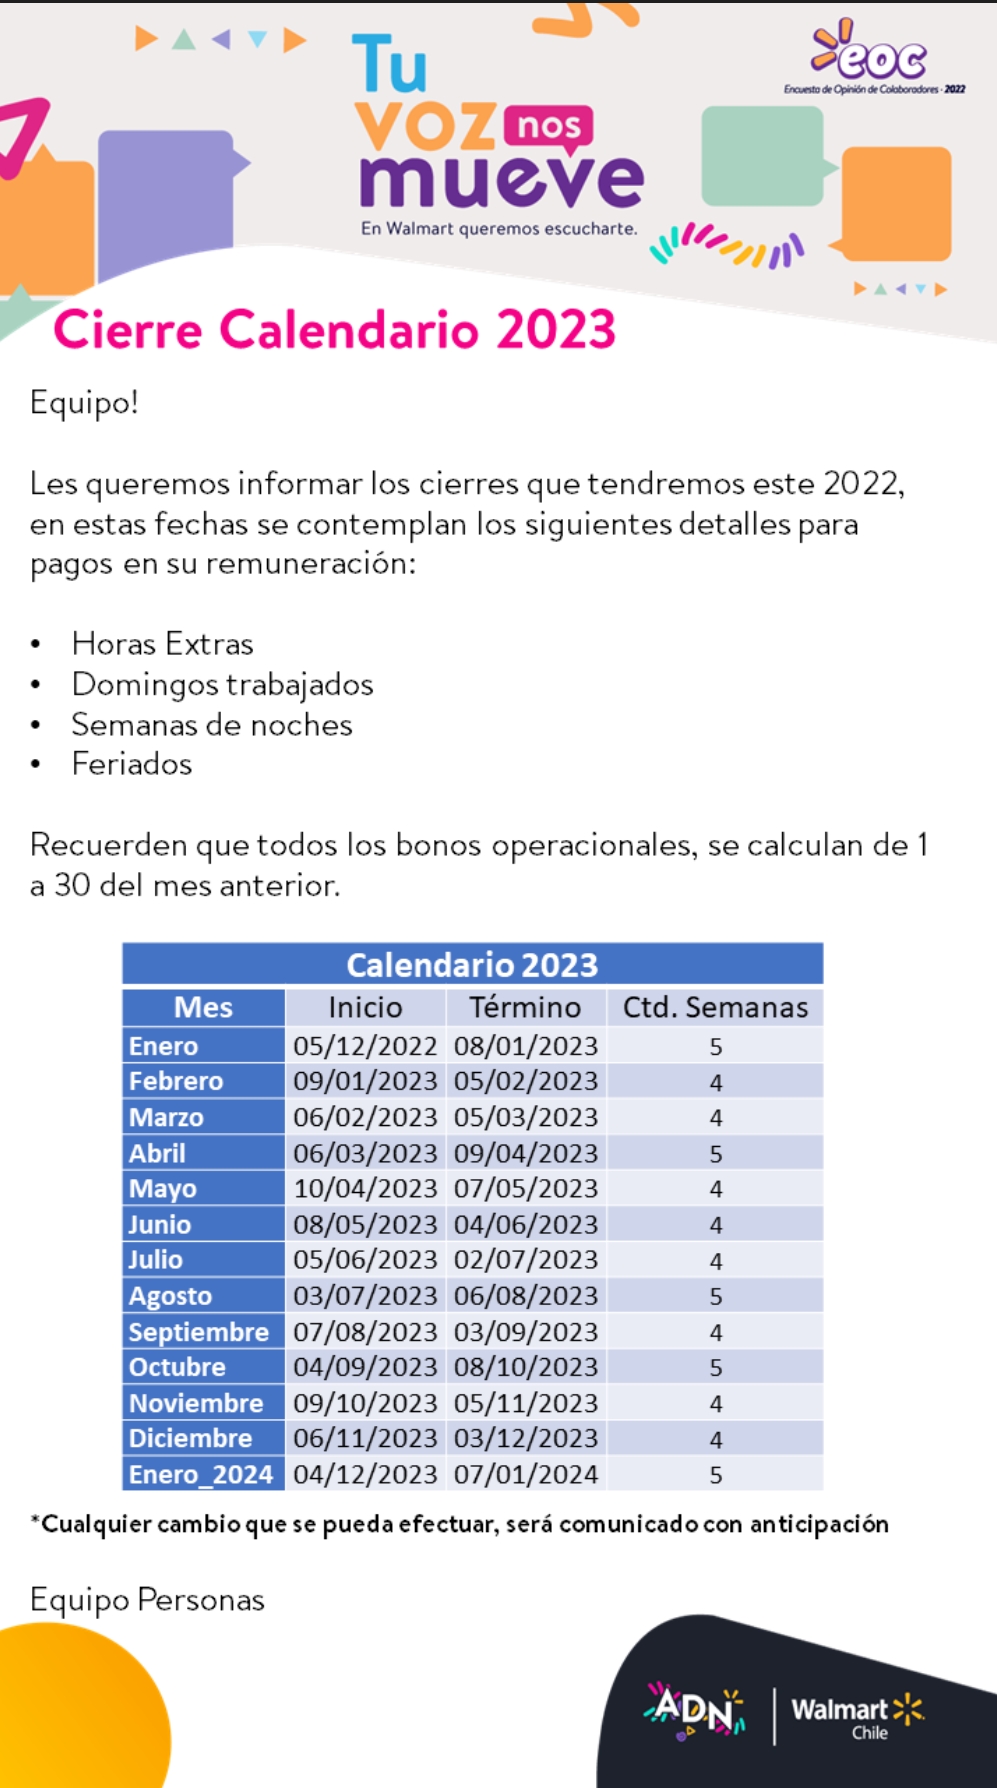 Tu
voz nos
mueve
En Walmart queremos escucharte.
eoc
Encuesta de Opinión de Colaboradores - 2022
Cierre Calendario 2023
Equipo!
Les queremos informar los cierres que tendremos este 2022,
en estas fechas se contemplan los siguientes detalles para
pagos en su remuneración:
• Horas Extras
• Domingos trabajados
• Semanas de noches
• Feriados
Recuerden que todos los bonos operacionales, se calculan de 1
a 30 del mes anterior.
Calendario 2023
Mes Inicio Término Ctd. Semanas
Enero 05/12/2022 08/01/2023 5
Febrero 09/01/2023 05/02/2023 4
Marzo 06/02/2023 05/03/2023 4
Abril 06/03/2023 09/04/2023 5
Mayo 10/04/2023 07/05/2023 4
Junio 08/05/2023 04/06/2023 4
Julio 05/06/2023 02/07/2023 4
Agosto 03/07/2023 06/08/2023 5
Septiembre 07/08/2023 03/09/2023 4
Octubre 04/09/2023 08/10/2023 5
Noviembre 09/10/2023 05/11/2023 4
Diciembre 06/11/2023 03/12/2023 4
Enero_2024 04/12/2023 07/01/2024 5
*Cualquier cambio que se pueda efectuar, será comunicado con anticipación
Equipo Personas
ADN
Walmart
Chile